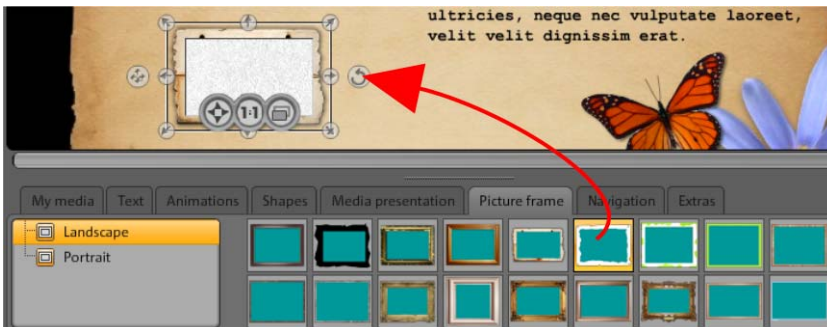 ultricies, neque nec vulputate laoreet,
velit velit dignissim erat.
1:1
My media Text Animations Shapes Media presentation Picture frame Navigation Extras
Landscape
Portrait